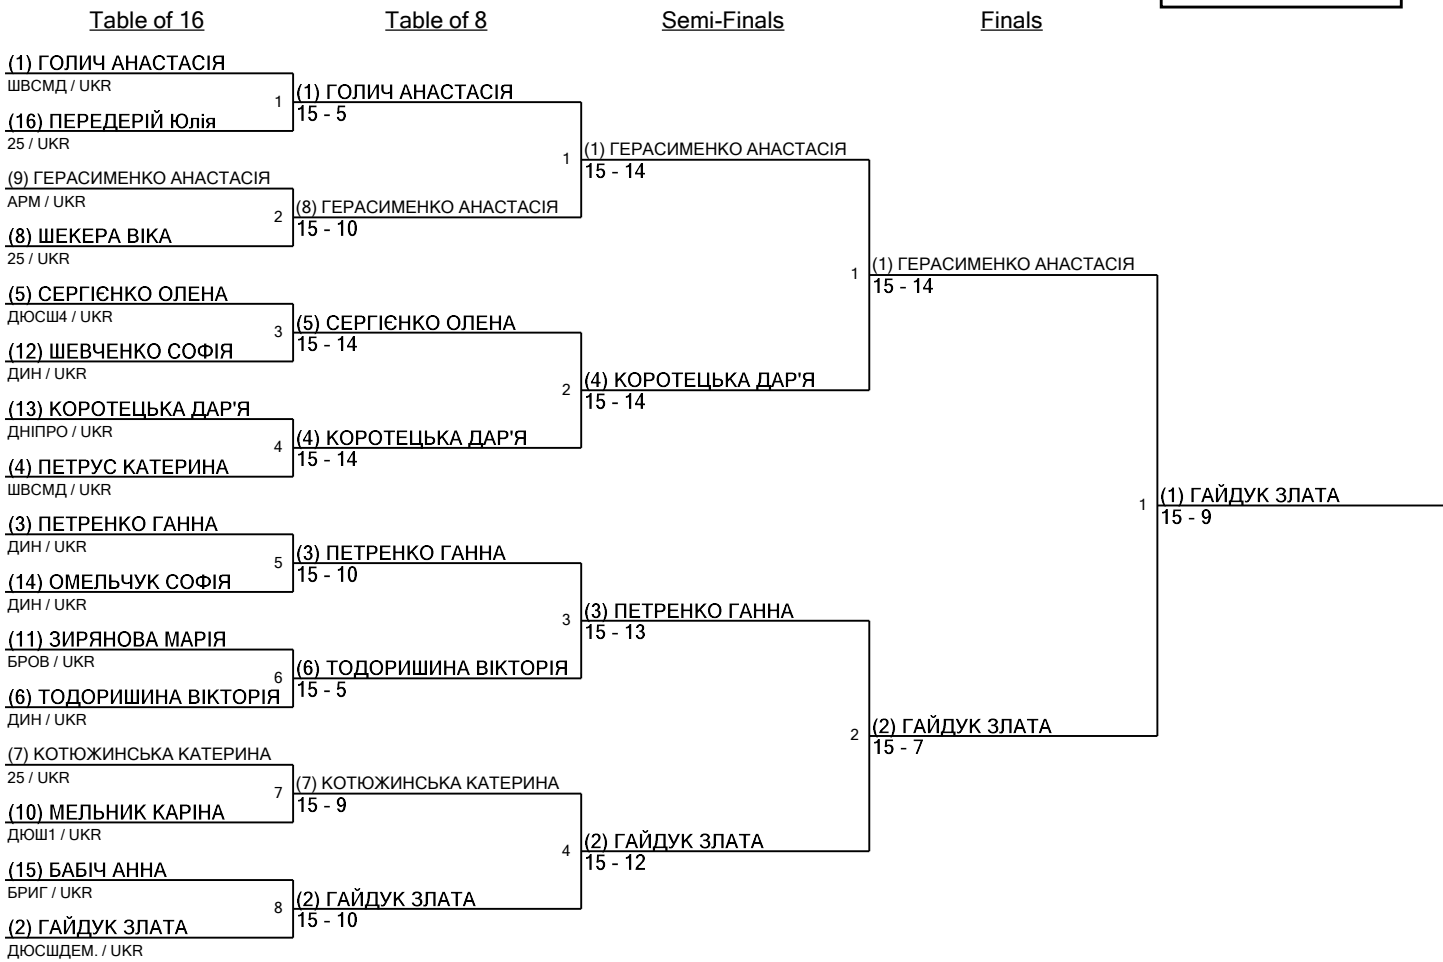 Table of 16
Table of 8
Semi-Finals
Finals
(1) ГОЛИЧ АНАСТАСІЯ
ШВСМД / UKR
1
(16) ПЕРЕДЕРІЙ Юлія
25 / UKR
(9) ГЕРАСИМЕНКО АНАСТАСІЯ
АРМ / UKR
2
(8) ШЕКЕРА ВІКА
25 / UKR
(5) СЕРГІЄНКО ОЛЕНА
ДЮСШ4 / UKR
3
(12) ШЕВЧЕНКО СОФІЯ
ДИН / UKR
(13) КОРОТЕЦЬКА ДАР'Я
ДНІПРО / UKR
4
(4) ПЕТРУС КАТЕРИНА
ШВСМД / UKR
(3) ПЕТРЕНКО ГАННА
ДИН / UKR
5
(14) ОМЕЛЬЧУК СОФІЯ
ДИН / UKR
(11) ЗИРЯНОВА МАРІЯ
БРОВ / UKR
6
(6) ТОДОРИШИНА ВІКТОРІЯ
ДИН / UKR
(7) КОТЮЖИНСЬКА КАТЕРИНА
25 / UKR
7
(10) МЕЛЬНИК КАРІНА
ДЮШ1 / UKR
(15) БАБІЧ АННА
БРИГ / UKR
8
(2) ГАЙДУК ЗЛАТА
ДЮСШДЕМ. / UKR
(1) ГОЛИЧ АНАСТАСІЯ
15 - 5
1
(8) ГЕРАСИМЕНКО АНАСТАСІЯ
15 - 10
(5) СЕРГІЄНКО ОЛЕНА
15 - 14
2
(4) КОРОТЕЦЬКА ДАР'Я
15 - 14
(3) ПЕТРЕНКО ГАННА
15 - 10
3
(6) ТОДОРИШИНА ВІКТОРІЯ
15 - 5
(7) КОТЮЖИНСЬКА КАТЕРИНА
15 - 9
4
(2) ГАЙДУК ЗЛАТА
15 - 10
(1) ГЕРАСИМЕНКО АНАСТАСІЯ
15 - 14
1
(4) КОРОТЕЦЬКА ДАР'Я
15 - 14
(3) ПЕТРЕНКО ГАННА
15 - 13
2
(2) ГАЙДУК ЗЛАТА
15 - 12
(1) ГЕРАСИМЕНКО АНАСТАСІЯ
15 - 14
1
(2) ГАЙДУК ЗЛАТА
15 - 7
(1) ГАЙДУК ЗЛАТА
15 - 9